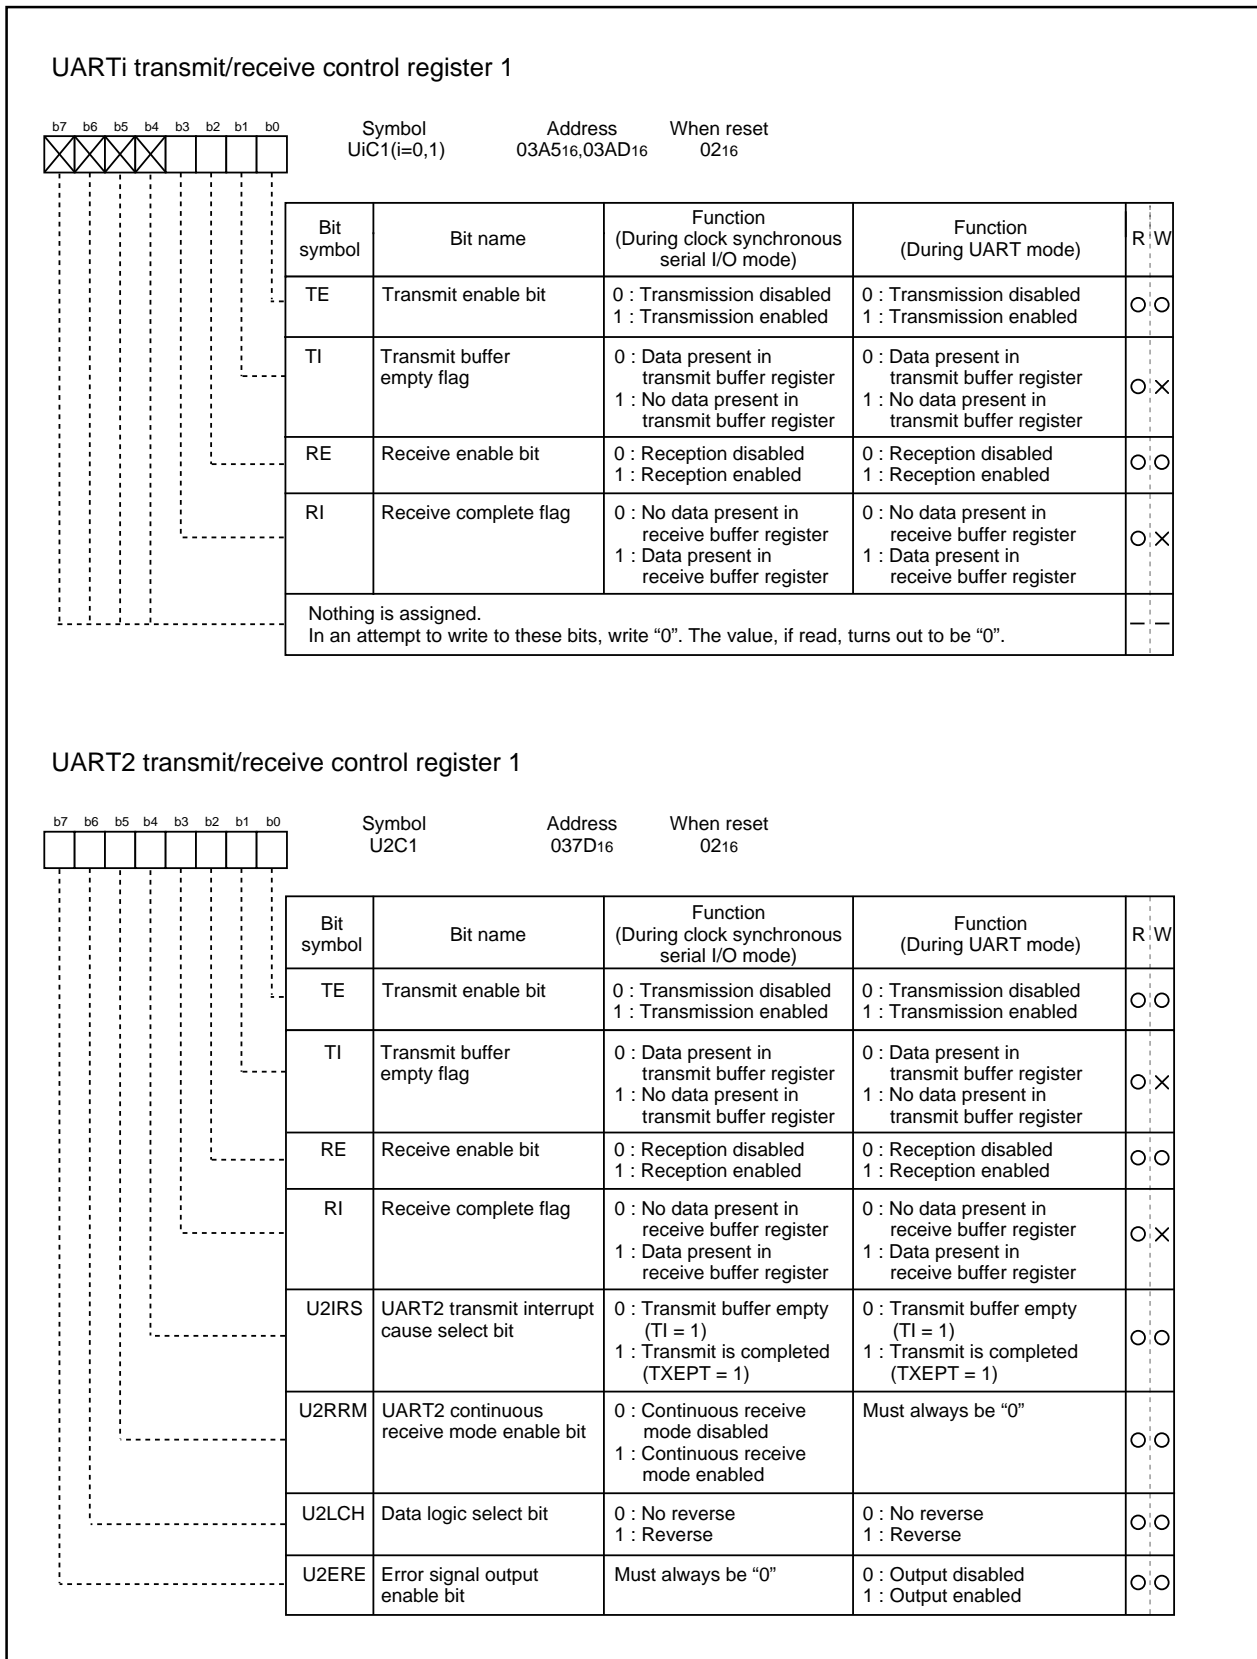 UARTi transmit/receive control register 1
b7 b6 b5 b4 b3 b2 b1 b0
Symbol Address When reset
UiC1(i=0,1) 03A516,03AD16 0216
Bit symbol Bit name Function (During clock synchronous serial I/O mode) Function (During UART mode) R W
TE Transmit enable bit 0 : Transmission disabled 0 : Transmission disabled
1 : Transmission enabled 1 : Transmission enabled
TI Transmit buffer 0 : Data present in 0 : Data present in
empty flag transmit buffer register transmit buffer register
1 : No data present in 1 : No data present in
transmit buffer register transmit buffer register
RE Receive enable bit 0 : Reception disabled 0 : Reception disabled
1 : Reception enabled 1 : Reception enabled
RI Receive complete flag 0 : No data present in 0 : No data present in
receive buffer register receive buffer register
1 : Data present in 1 : Data present in
receive buffer register receive buffer register
Nothing is assigned.
In an attempt to write to these bits, write “0”. The value, if read, turns out to be “0”.
UART2 transmit/receive control register 1
b7 b6 b5 b4 b3 b2 b1 b0
Symbol Address When reset
U2C1 037D16 0216
Bit symbol Bit name Function (During clock synchronous serial I/O mode) Function (During UART mode) R W
TE Transmit enable bit 0 : Transmission disabled 0 : Transmission disabled
1 : Transmission enabled 1 : Transmission enabled
TI Transmit buffer 0 : Data present in 0 : Data present in
empty flag transmit buffer register transmit buffer register
1 : No data present in 1 : No data present in
transmit buffer register transmit buffer register
RE Receive enable bit 0 : Reception disabled 0 : Reception disabled
1 : Reception enabled 1 : Reception enabled
RI Receive complete flag 0 : No data present in 0 : No data present in
receive buffer register receive buffer register
1 : Data present in 1 : Data present in
receive buffer register receive buffer register
U2IRS UART2 transmit interrupt 0 : Transmit buffer empty 0 : Transmit buffer empty
cause select bit (TI = 1) (TI = 1)
1 : Transmit is completed 1 : Transmit is completed
(TXEPT = 1) (TXEPT = 1)
U2RRM UART2 continuous 0 : Continuous receive Must always be “0”
receive mode enable bit mode disabled
1 : Continuous receive
mode enabled
U2LCH Data logic select bit 0 : No reverse 0 : No reverse
1 : Reverse 1 : Reverse
U2ERE Error signal output Must always be “0” 0 : Output disabled
enable bit 1 : Output enabled